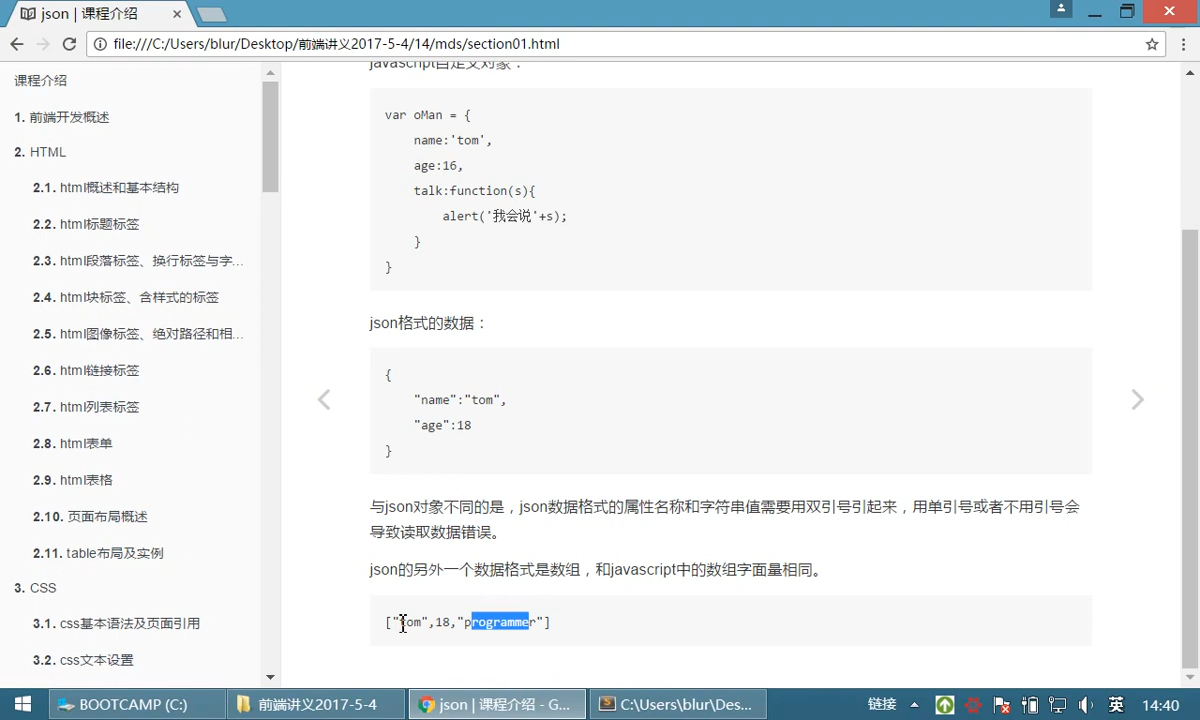 json | 课程介绍
file:///C:/Users/blur/Desktop/前端讲义2017-5-4/14/mds/section01.html
课程介绍
1. 前端开发概述
2. HTML
2.1. html概述和基本结构
2.2. html标题标签
2.3. html段落标签、换行标签与字...
2.4. html块标签、含样式的标签
2.5. html图像标签、绝对路径和相...
2.6. html链接标签
2.7. html列表标签
2.8. html表单
2.9. html表格
2.10. 页面布局概述
2.11. table布局及实例
3. CSS
3.1. css基本语法及页面引用
3.2. css文本设置
javascript自定义对象：
var oMan = {
name:'tom',
age:16,
talk:function(s){
alert('我会说'+s);
}
}
json格式的数据：
{
"name":"tom",
"age":18
}
与json对象不同的是，json数据格式的属性名称和字符串值需要用双引号引起来，用单引号或者不用引号会
导致读取数据错误。
json的另外一个数据格式是数组，和javascript中的数组字面量相同。
["tom",18,"programmer"]
BOOTCAMP (C:)
前端讲义2017-5-4
json | 课程介绍 - G...
C:\Users\blur\Des...
链接
英
14:40